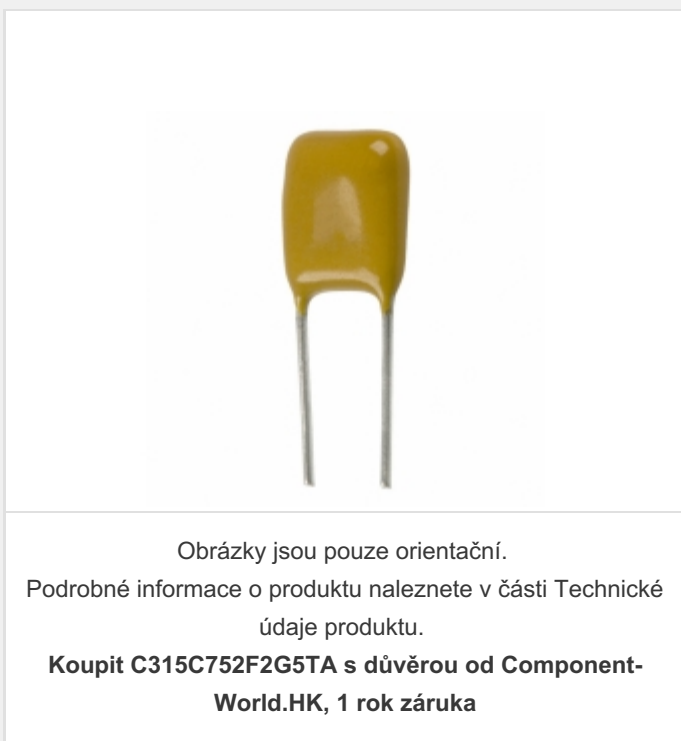 Obrázky jsou pouze orientační.
Podrobné informace o produktu naleznete v části Technické
údaje produktu.
Koupit C315C752F2G5TA s důvěrou od Component-
World.HK, 1 rok záruka